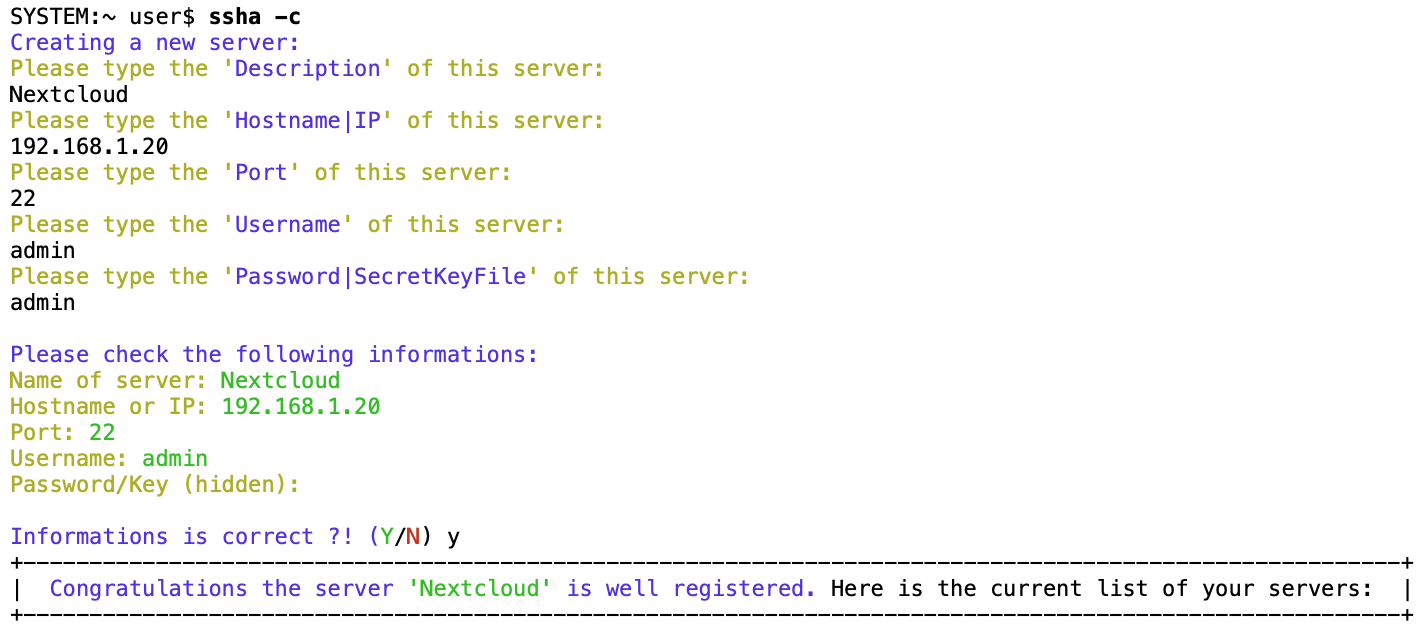 SYSTEM:~ user$ ssha -c
Creating a new server:
Please type the 'Description' of this server:
Nextcloud
Please type the 'Hostname|IP' of this server:
192.168.1.20
Please type the 'Port' of this server:
22
Please type the 'Username' of this server:
admin
Please type the 'Password|SecretKeyFile' of this server:
admin
Please check the following informations:
Name of server: Nextcloud
Hostname or IP: 192.168.1.20
Port: 22
Username: admin
Password/Key (hidden):
Informations is correct ?! (Y/N) y
+---------------------------------------------------------------------------------------------------------+
|  Congratulations the server 'Nextcloud' is well registered. Here is the current list of your servers:  |
+---------------------------------------------------------------------------------------------------------+